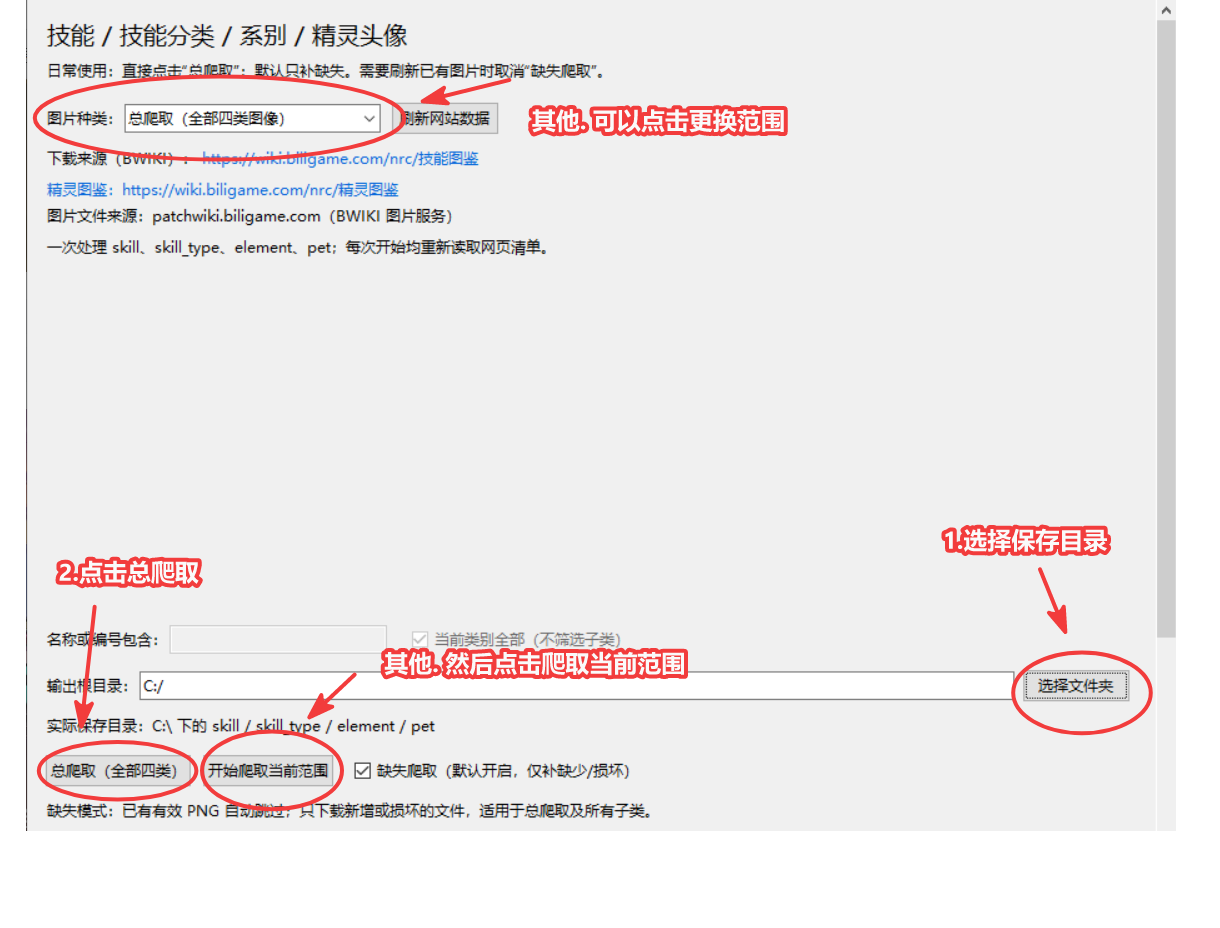 技能 / 技能分类 / 系别 / 精灵头像
日常使用：直接点击“总爬取”；默认只补缺失。需要刷新已有图片时取消“缺失爬取”。
图片种类： 总爬取（全部四类图像） 刷新网站数据
其他.可以点击更换范围
下载来源（BWIKI）： https://wiki.biligame.com/nrc/技能图鉴
精灵图鉴：https://wiki.biligame.com/nrc/精灵图鉴
图片文件来源：patchwiki.biligame.com（BWIKI 图片服务）
一次处理 skill、skill_type、element、pet；每次开始均重新读取网页清单。
1.选择保存目录
2.点击总爬取
名称或编号包含： 当前类别全部（不筛选子类）
其他.然后点击爬取当前范围
输出根目录： C:/ 选择文件夹
实际保存目录：C:\ 下的 skill / skill_type / element / pet
总爬取（全部四类） 开始爬取当前范围 缺失爬取（默认开启，仅补缺少/损坏）
缺失模式：已有有效 PNG 自动跳过；只下载新增或损坏的文件，适用于总爬取及所有子类。